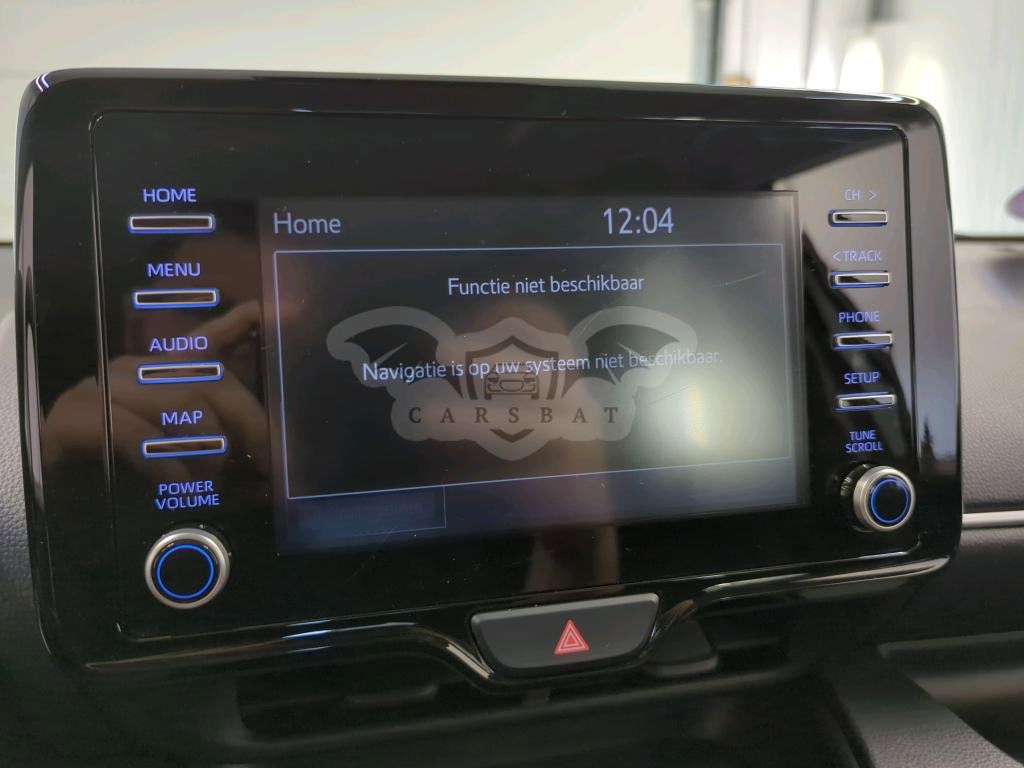 HOME
MENU
AUDIO
MAP
POWER
VOLUME
Home 12:04
Functie niet beschikbaar
Navigatie is op uw systeem niet beschikbaar.
CARSBAT
CH >
< TRACK
PHONE
SETUP
TUNE
SCROLL